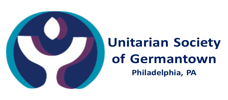 Unitarian Society
of Germantown
Philadelphia, PA